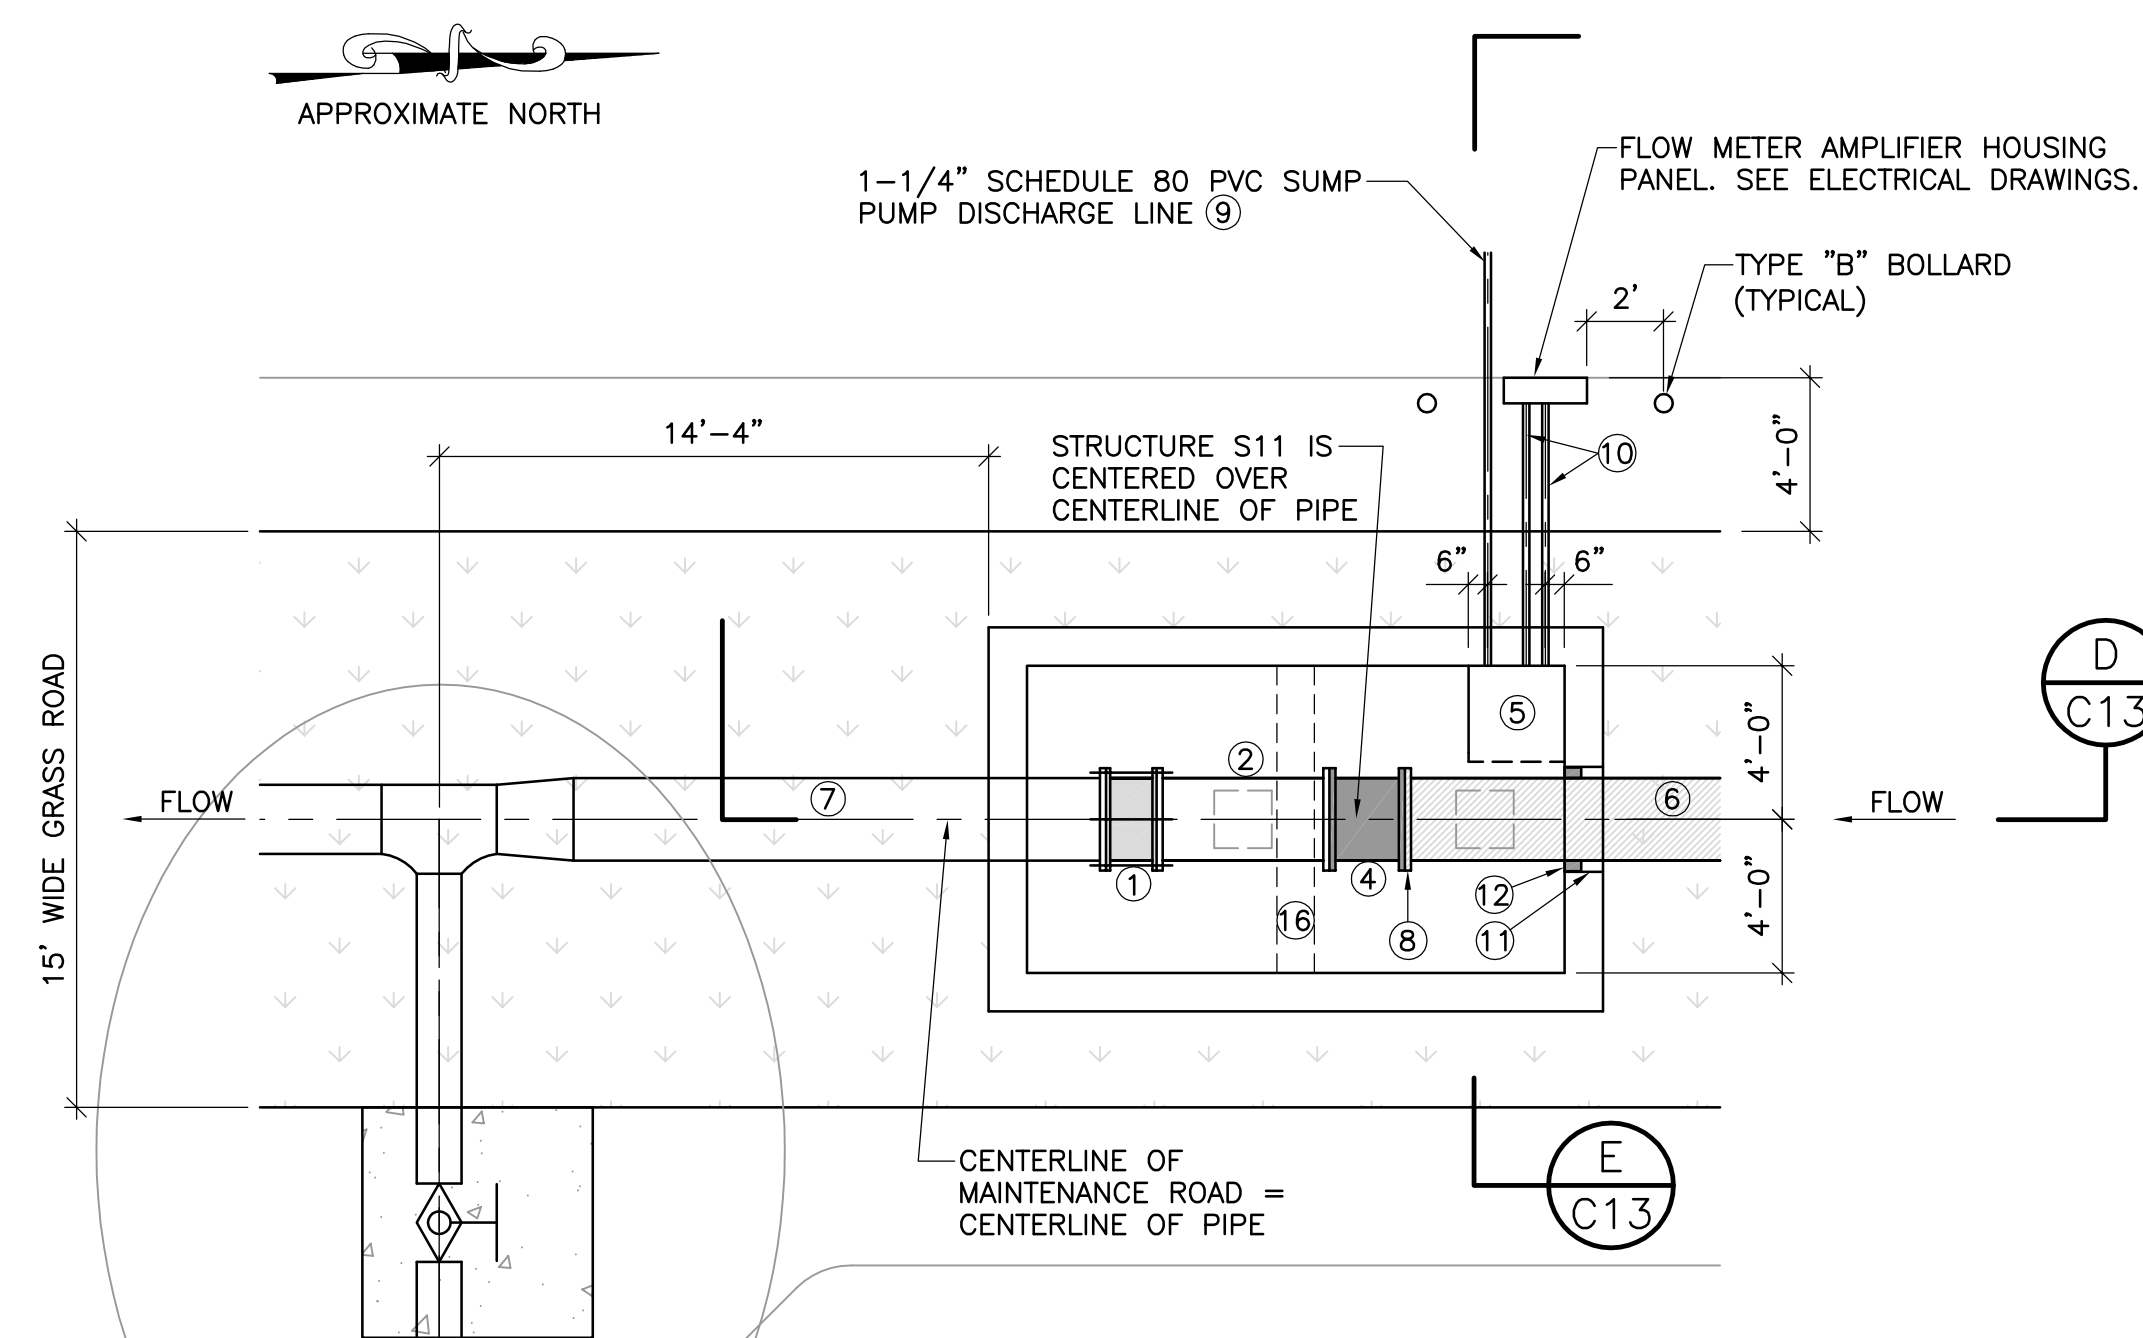 APPROXIMATE NORTH
1-1/4" SCHEDULE 80 PVC SUMP
PUMP DISCHARGE LINE 9
FLOW METER AMPLIFIER HOUSING
PANEL. SEE ELECTRICAL DRAWINGS.
TYPE "B" BOLLARD
(TYPICAL)
2'
14'-4"
STRUCTURE S11 IS
CENTERED OVER
CENTERLINE OF PIPE
10
4'-0"
6"
6"
15' WIDE GRASS ROAD
D
C13
5
4'-0"
2
FLOW
7
6
FLOW
1
4
12
4'-0"
16
8
11
CENTERLINE OF
MAINTENANCE ROAD =
CENTERLINE OF PIPE
E
C13